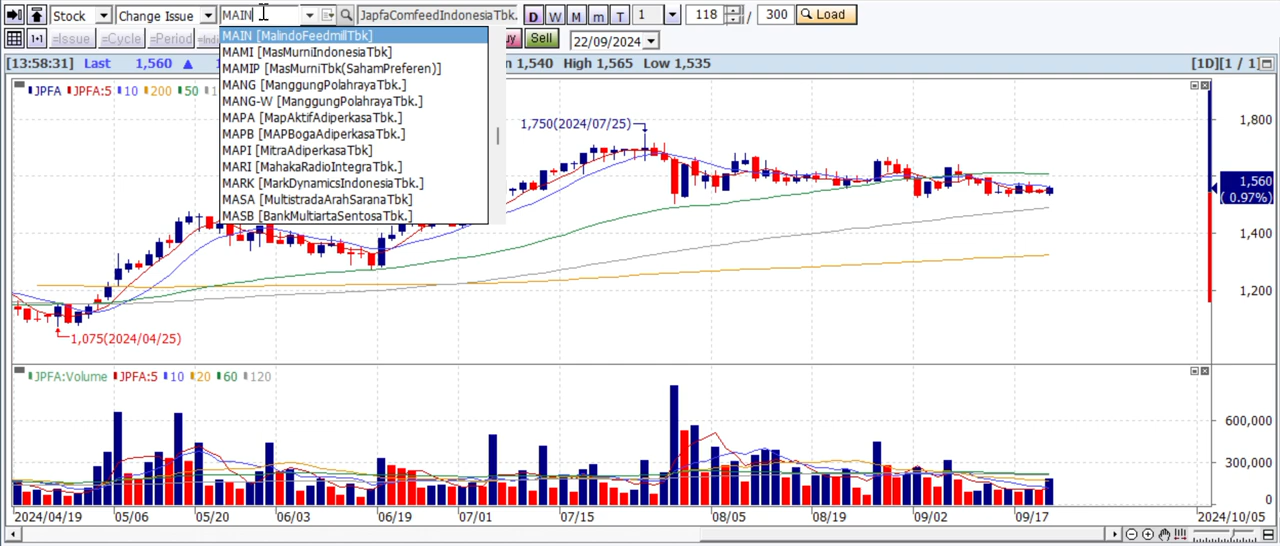 Stock Change Issue MAIN JapfaComfeedIndonesiaTbk. D W M m T 1 118 / 300 Load
1•1 =Issue =Cycle =Period Sell 22/09/2024
MAIN [MalindoFeedmillTbk]
MAMI [MasMurniIndonesiaTbk]
MAMIP [MasMurniTbk(SahamPreferen)]
MANG [ManggungPolahrayaTbk.]
MANG-W [ManggungPolahrayaTbk.]
MAPA [MapAktifAdiperkasaTbk.]
MAPB [MAPBogaAdiperkasaTbk.]
MAPI [MitraAdiperkasaTbk]
MARI [MahakaRadioIntegraTbk.]
MARK [MarkDynamicsIndonesiaTbk.]
MASA [MultistradaArahSaranaTbk]
MASB [BankMultiartaSentosaTbk.]
[13:58:31] Last 1,560 ▲ 1,540 High 1,565 Low 1,535 [1D][1 / 1]
JPFA JPFA:5 10 200 50
1,750(2024/07/25)
1,800
1,560
(0.97%)
1,400
1,200
1,075(2024/04/25)
JPFA:Volume JPFA:5 10 20 60 120
600,000
300,000
0
2024/04/19 05/06 05/20 06/03 06/19 07/01 07/15 08/05 08/19 09/02 09/17 2024/10/05